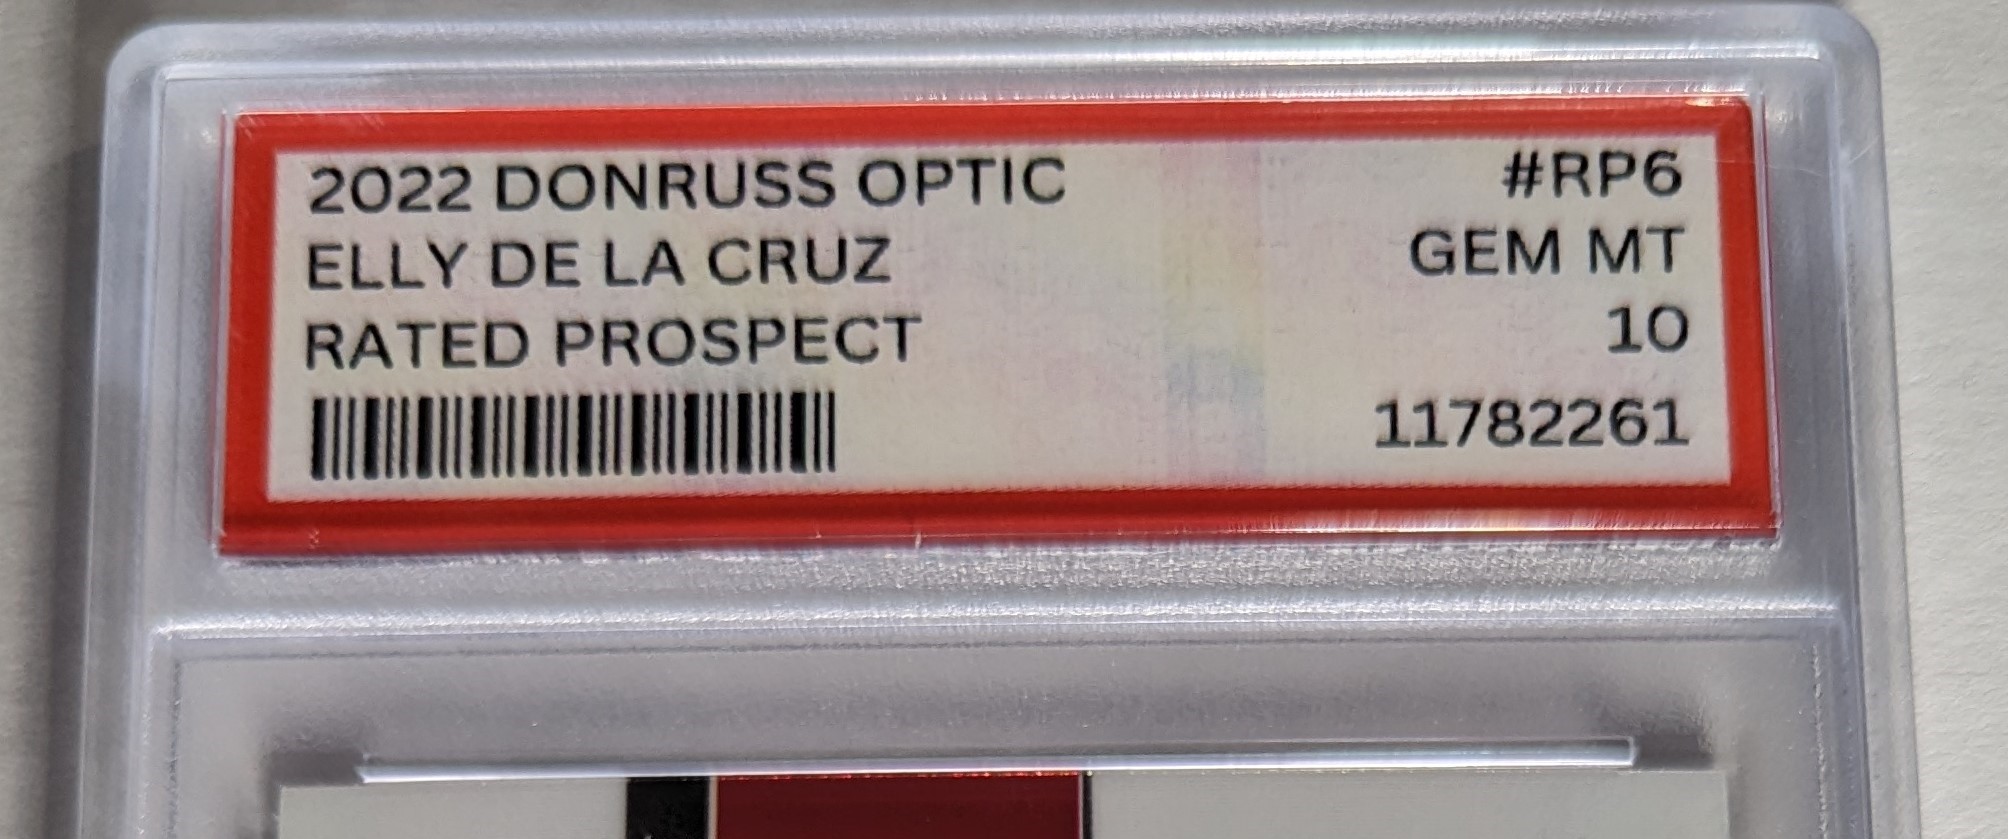 2022 DONRUSS OPTIC #RP6
ELLY DE LA CRUZ GEM MT
RATED PROSPECT 10
11782261